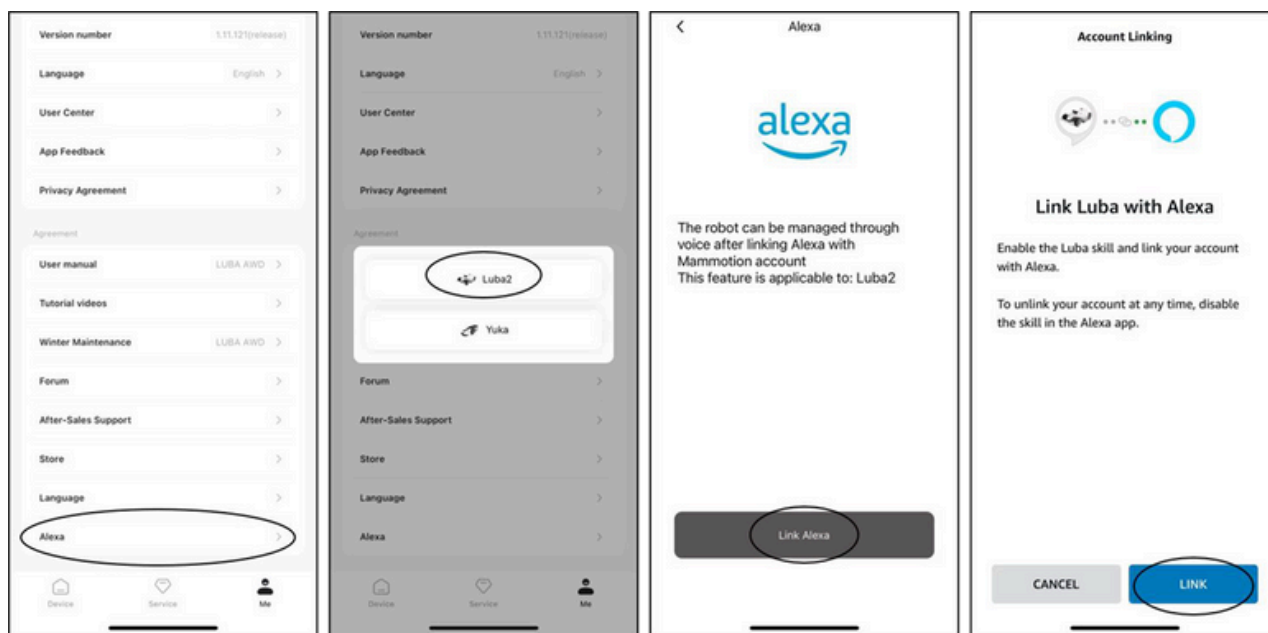 Version number 1.11.121(release)
Language English
User Center
App Feedback
Privacy Agreement
Agreement
User manual LUBA AWD
Tutorial videos
Winter Maintenance LUBA AWD
Forum
After-Sales Support
Store
Language
Alexa
Device Service Me
Version number 1.11.121(release)
Language English
User Center
App Feedback
Privacy Agreement
Agreement
Luba2
Yuka
Forum
After-Sales Support
Store
Language
Alexa
Device Service Me
Alexa
alexa
The robot can be managed through
voice after linking Alexa with
Mammotion account
This feature is applicable to: Luba2
Link Alexa
Account Linking
Link Luba with Alexa
Enable the Luba skill and link your account
with Alexa.
To unlink your account at any time, disable
the skill in the Alexa app.
CANCEL LINK